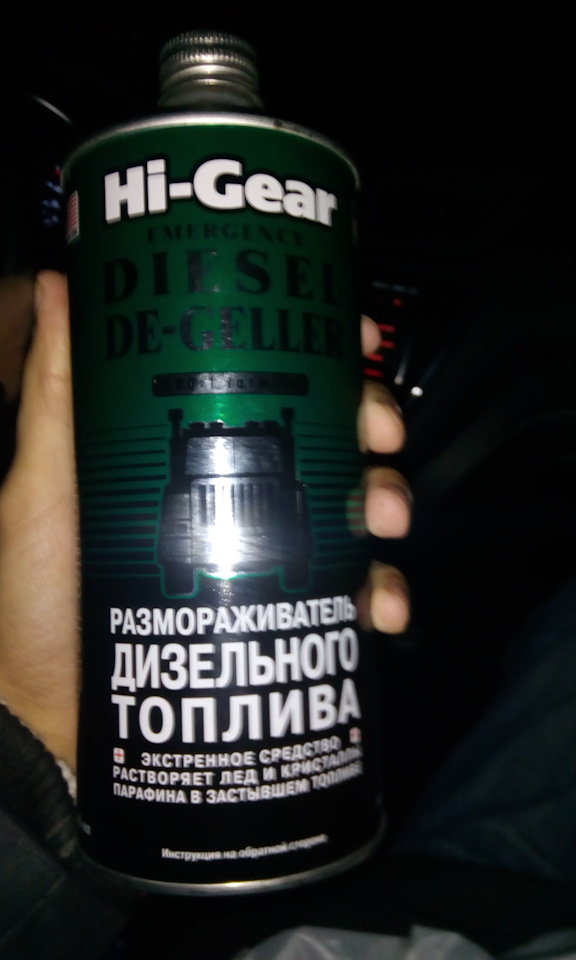 Hi-Gear
EMERGENCY
DIESEL
DE-GELLER
РАЗМОРАЖИВАТЕЛЬ
ДИЗЕЛЬНОГО
ТОПЛИВА
ЭКСТРЕННОЕ СРЕДСТВО
РАСТВОРЯЕТ ЛЕД И КРИСТАЛЛЫ
ПАРАФИНА В ЗАСТЫВШЕМ ТОПЛИВЕ
Инструкция на обратной стороне